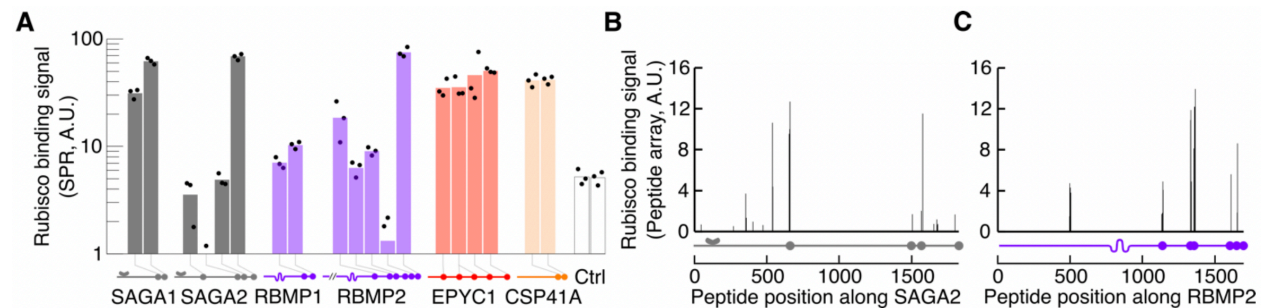 A
Rubisco binding signal
(SPR, A.U.)
100
10
1
SAGA1 SAGA2 RBMP1 RBMP2 EPYC1 CSP41A
Ctrl
B
Rubisco binding signal
(Peptide array, A.U.)
16
12
8
4
0
0 500 1000 1500
Peptide position along SAGA2
C
16
12
8
4
0
0 500 1000 1500
Peptide position along RBMP2